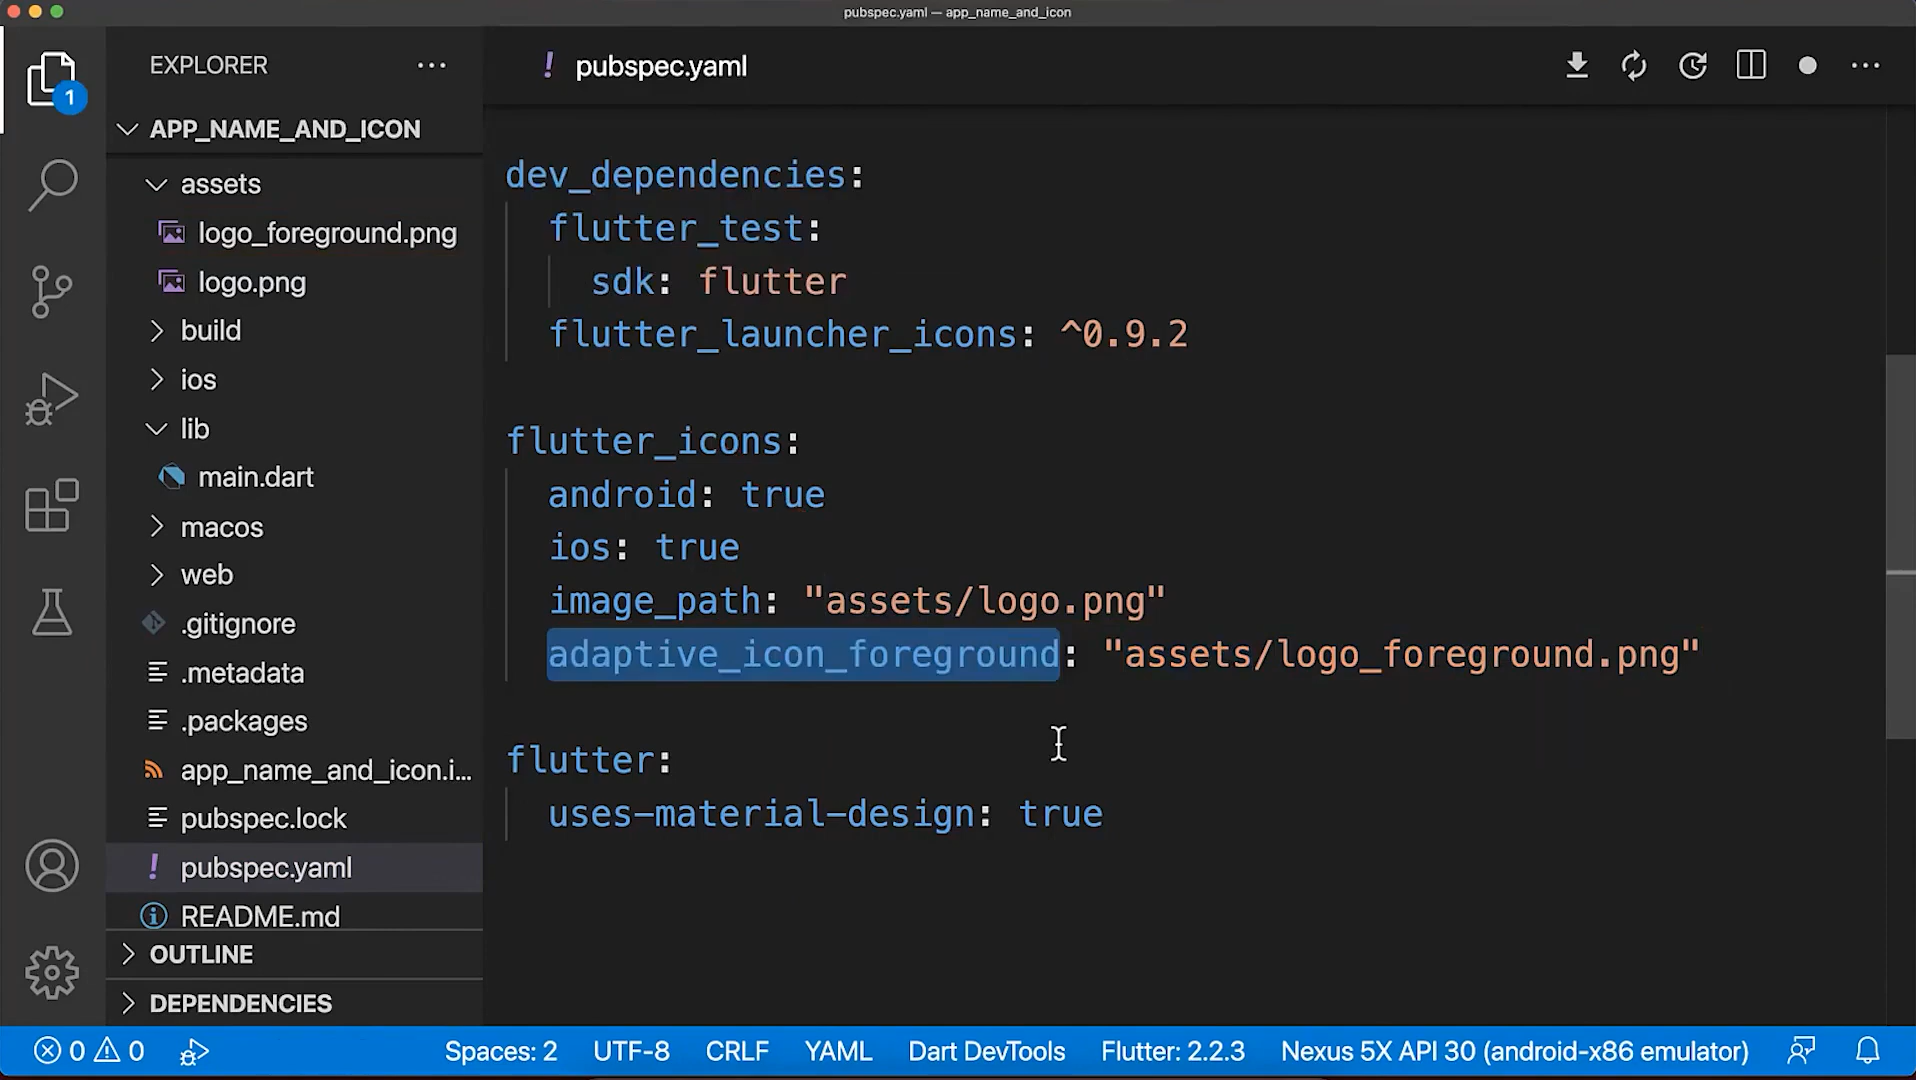 pubspec.yaml — app_name_and_icon
EXPLORER
1
APP_NAME_AND_ICON
assets
logo_foreground.png
logo.png
build
ios
lib
main.dart
macos
web
.gitignore
.metadata
.packages
app_name_and_icon.i...
pubspec.lock
! pubspec.yaml
README.md
OUTLINE
DEPENDENCIES
! pubspec.yaml
dev_dependencies:
flutter_test:
sdk: flutter
flutter_launcher_icons: ^0.9.2
flutter_icons:
android: true
ios: true
image_path: "assets/logo.png"
adaptive_icon_foreground: "assets/logo_foreground.png"
flutter:
uses-material-design: true
0 0 Spaces: 2 UTF-8 CRLF YAML Dart DevTools Flutter: 2.2.3 Nexus 5X API 30 (android-x86 emulator)